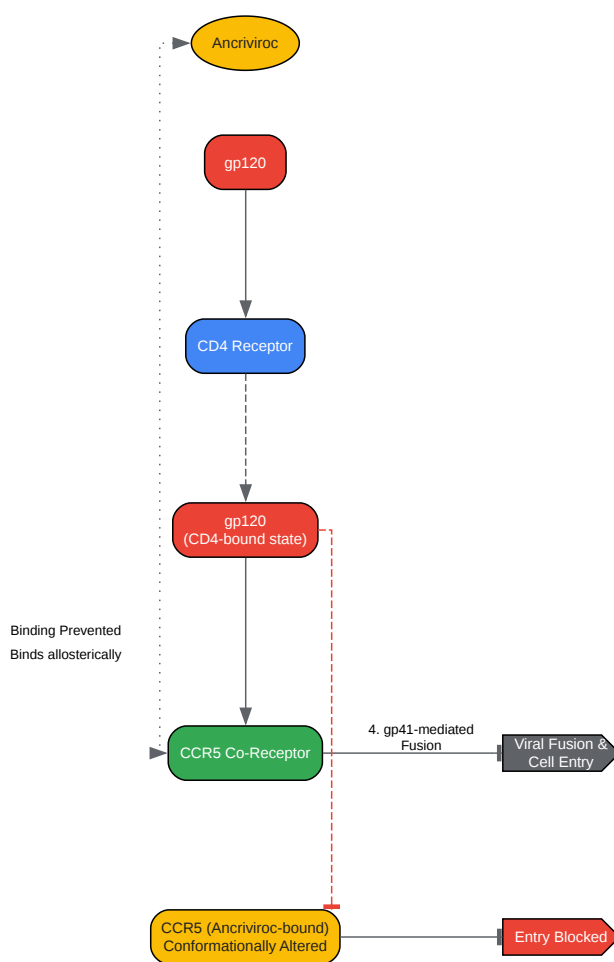 Ancriviroc
gp120
CD4 Receptor
gp120
(CD4-bound state)
Binding Prevented
Binds allosterically
CCR5 Co-Receptor
4. gp41-mediated
Fusion
Viral Fusion &
Cell Entry
CCR5 (Ancriviroc-bound)
Conformationally Altered
Entry Blocked